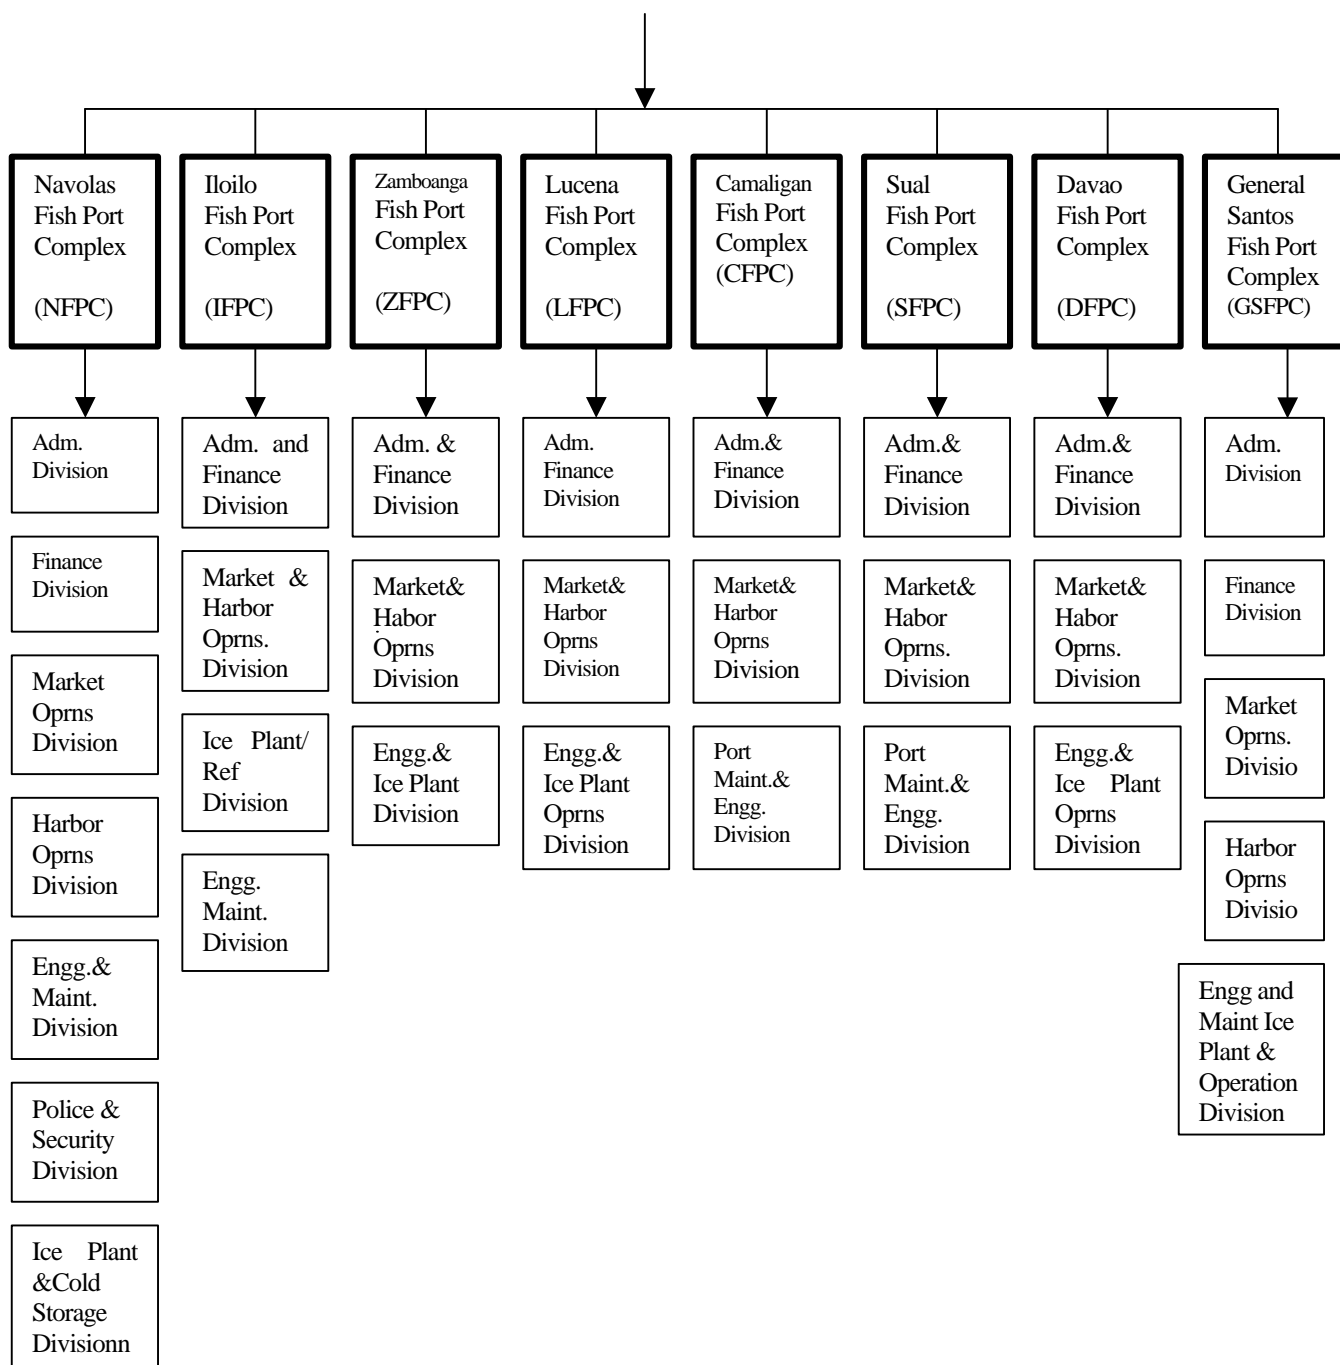 Navolas
Fish Port
Complex
(NFPC)
Iloilo
Fish Port
Complex
(IFPC)
Zamboanga
Fish Port
Complex
(ZFPC)
Lucena
Fish Port
Complex
(LFPC)
Camaligan
Fish Port
Complex
(CFPC)
Sual
Fish Port
Complex
(SFPC)
Davao
Fish Port
Complex
(DFPC)
General
Santos
Fish Port
Complex
(GSFPC)
Adm.
Division
Finance
Division
Market
Oprns
Division
Harbor
Oprns
Division
Engg.&
Maint.
Division
Police &
Security
Division
Ice Plant
&Cold
Storage
Divisionn
Adm. and
Finance
Division
Market &
Harbor
Oprns.
Division
Ice Plant/
Ref
Division
Engg.
Maint.
Division
Adm. &
Finance
Division
Market&
Habor
Oprns
Division
Engg.&
Ice Plant
Division
Adm.
Finance
Division
Market&
Harbor
Oprns
Division
Engg.&
Ice Plant
Oprns
Division
Adm.&
Finance
Division
Market&
Harbor
Oprns
Division
Port
Maint.&
Engg.
Division
Adm.&
Finance
Division
Market&
Habor
Oprns.
Division
Port
Maint.&
Engg.
Division
Adm.&
Finance
Division
Market&
Habor
Oprns.
Division
Engg.&
Ice Plant
Oprns
Division
Adm.
Division
Finance
Division
Market
Oprns.
Divisio
Harbor
Oprns
Divisio
Engg and
Maint Ice
Plant &
Operation
Division